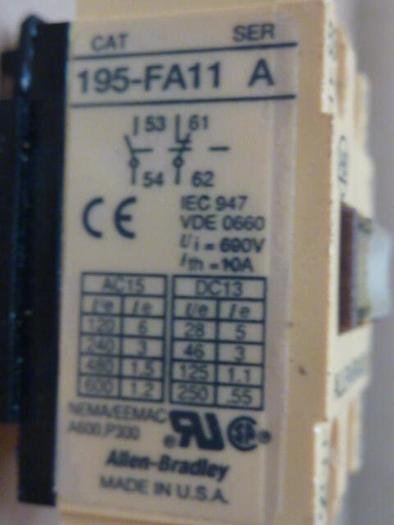 CAT SER
195-FA11 A
53 61
54 62
CE
IEC 947
VDE 0660
Ui = 690V
Ith = 10A
AC15 DC13
Ue Ie Ue Ie
120 6 28 5
240 3 46 3
480 1.5 125 1.1
600 1.2 250 .55
NEMA/EEMAC
A600,P300
Allen-Bradley
MADE IN U.S.A.